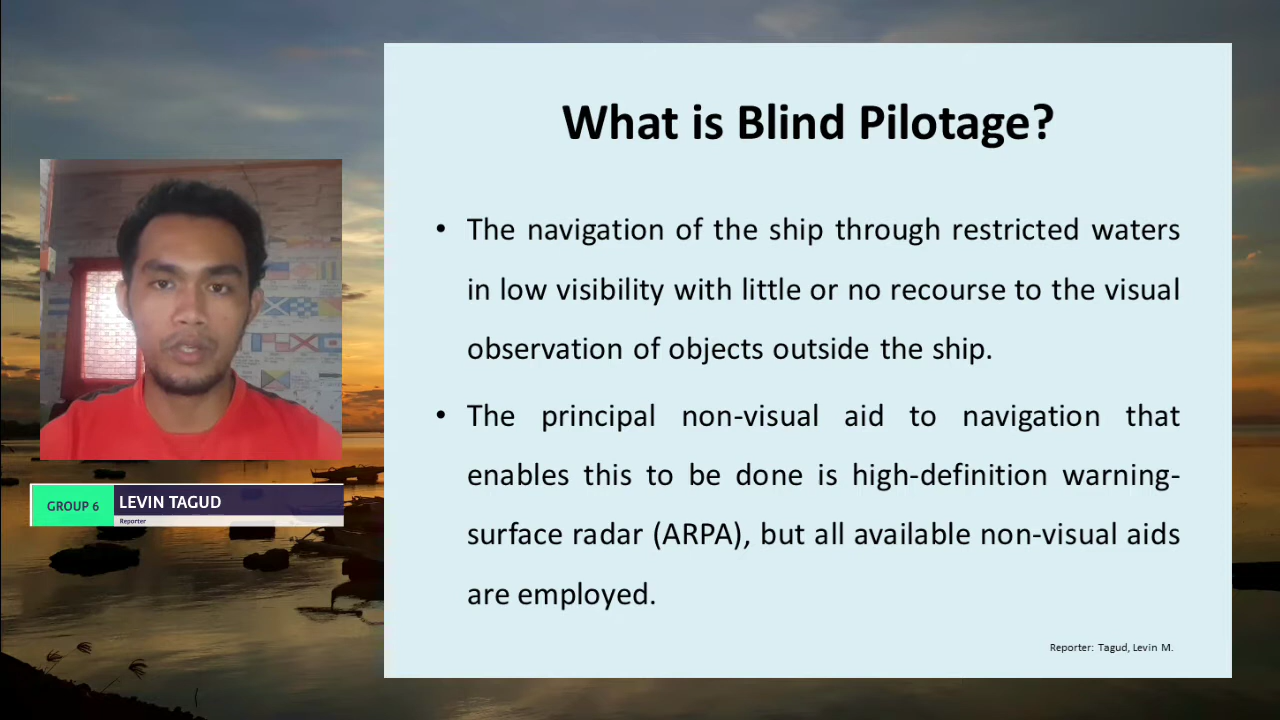 What is Blind Pilotage?
• The navigation of the ship through restricted waters
in low visibility with little or no recourse to the visual
observation of objects outside the ship.
• The principal non-visual aid to navigation that
enables this to be done is high-definition warning-
surface radar (ARPA), but all available non-visual aids
are employed.
Reporter: Tagud, Levin M.
GROUP 6
LEVIN TAGUD
Reporter